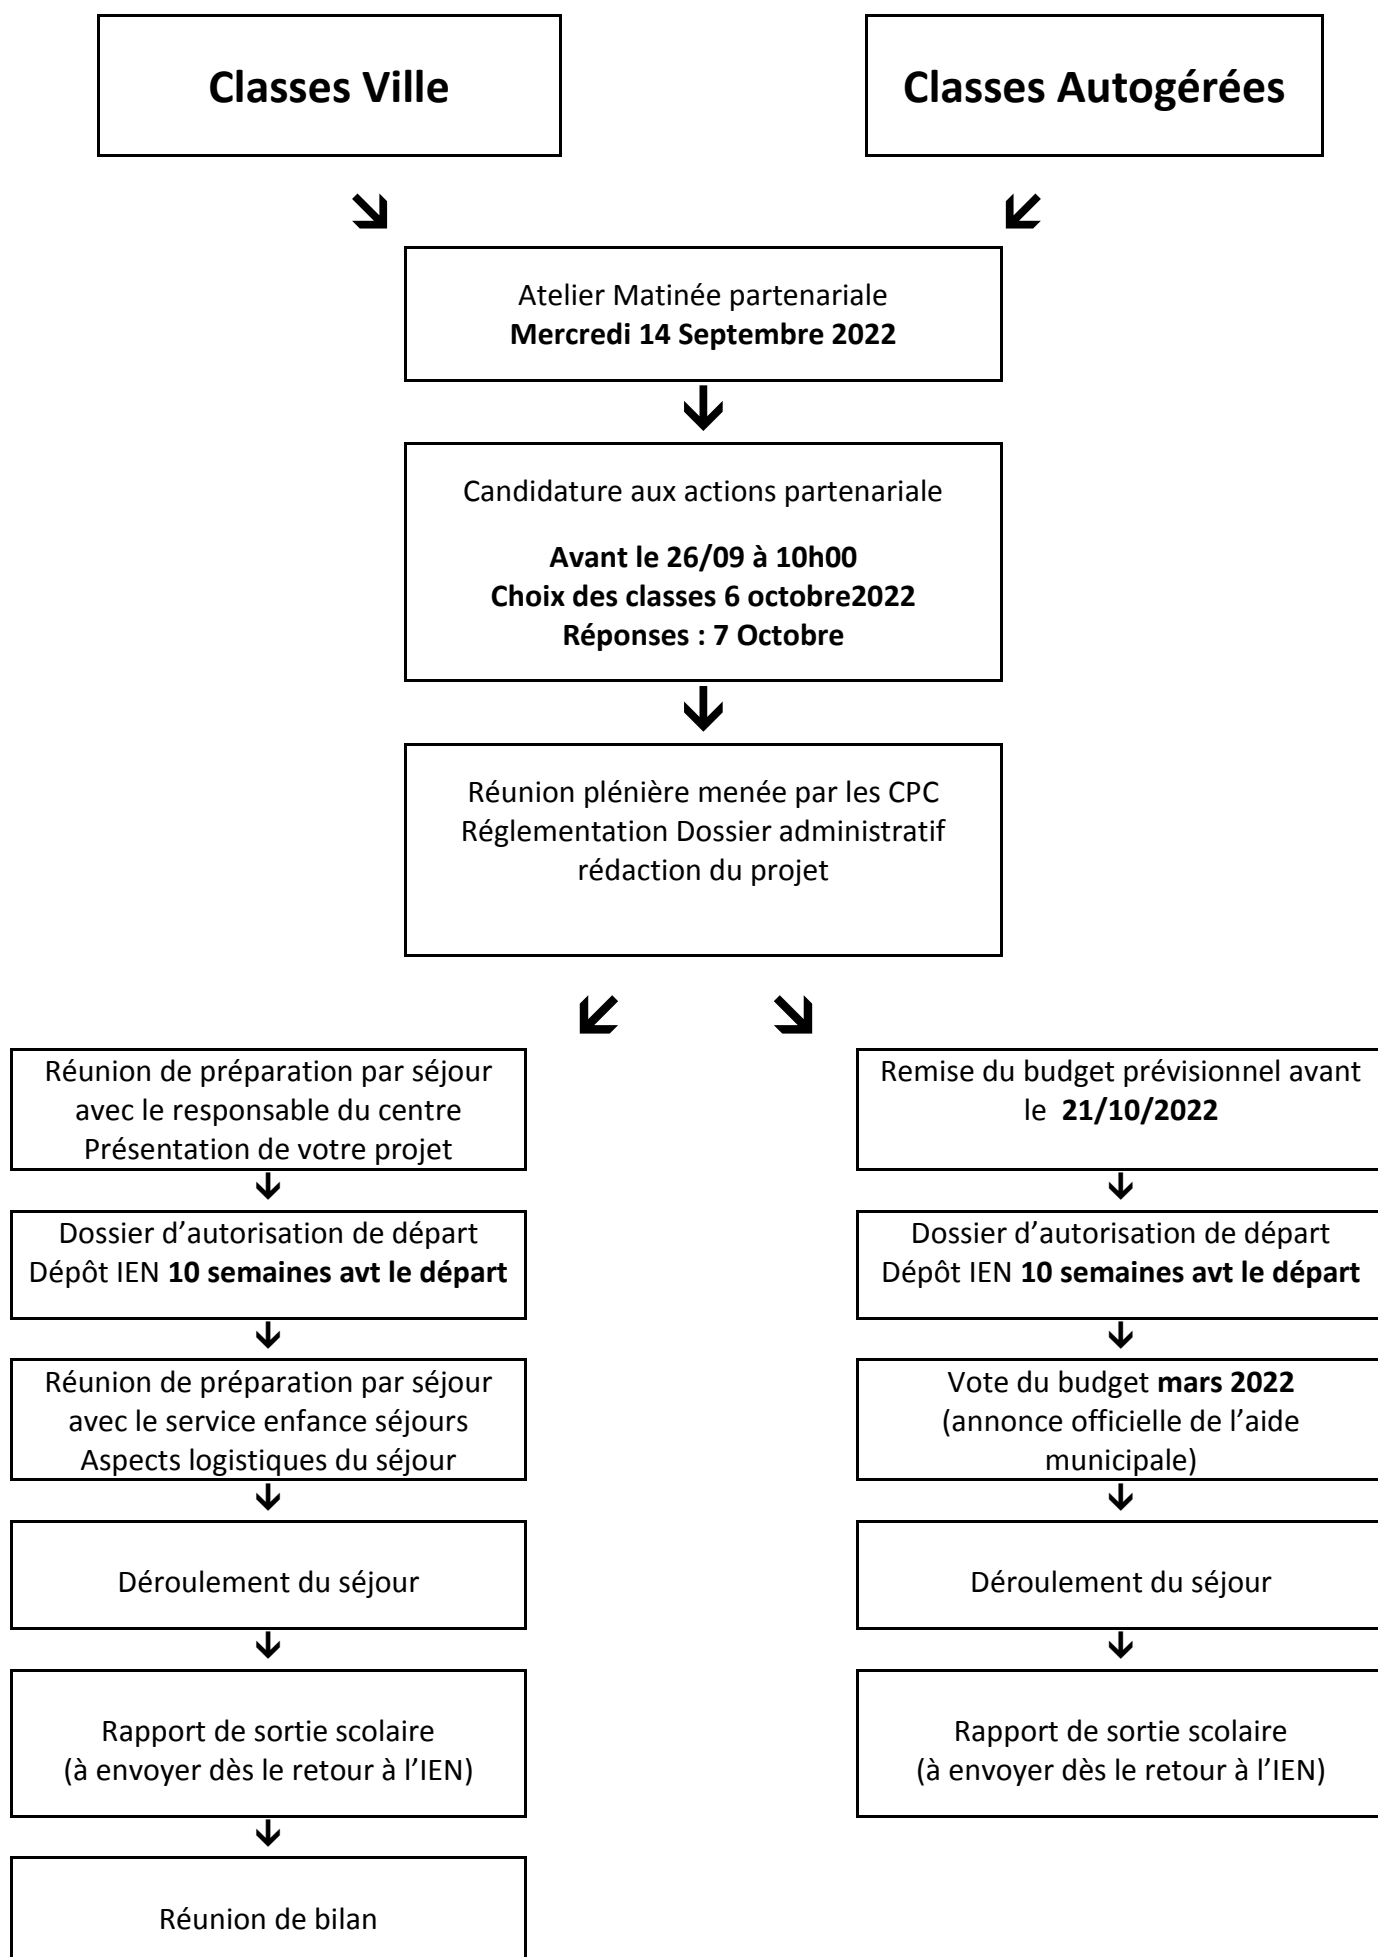 Classes Ville
Classes Autogérées
Atelier Matinée partenariale
Mercredi 14 Septembre 2022
Candidature aux actions partenariale
Avant le 26/09 à 10h00
Choix des classes 6 octobre2022
Réponses : 7 Octobre
Réunion plénière menée par les CPC
Réglementation Dossier administratif
rédaction du projet
Réunion de préparation par séjour
avec le responsable du centre
Présentation de votre projet
Dossier d'autorisation de départ
Dépôt IEN 10 semaines avt le départ
Réunion de préparation par séjour
avec le service enfance séjours
Aspects logistiques du séjour
Déroulement du séjour
Rapport de sortie scolaire
(à envoyer dès le retour à l'IEN)
Réunion de bilan
Remise du budget prévisionnel avant
le 21/10/2022
Dossier d'autorisation de départ
Dépôt IEN 10 semaines avt le départ
Vote du budget mars 2022
(annonce officielle de l'aide
municipale)
Déroulement du séjour
Rapport de sortie scolaire
(à envoyer dès le retour à l'IEN)